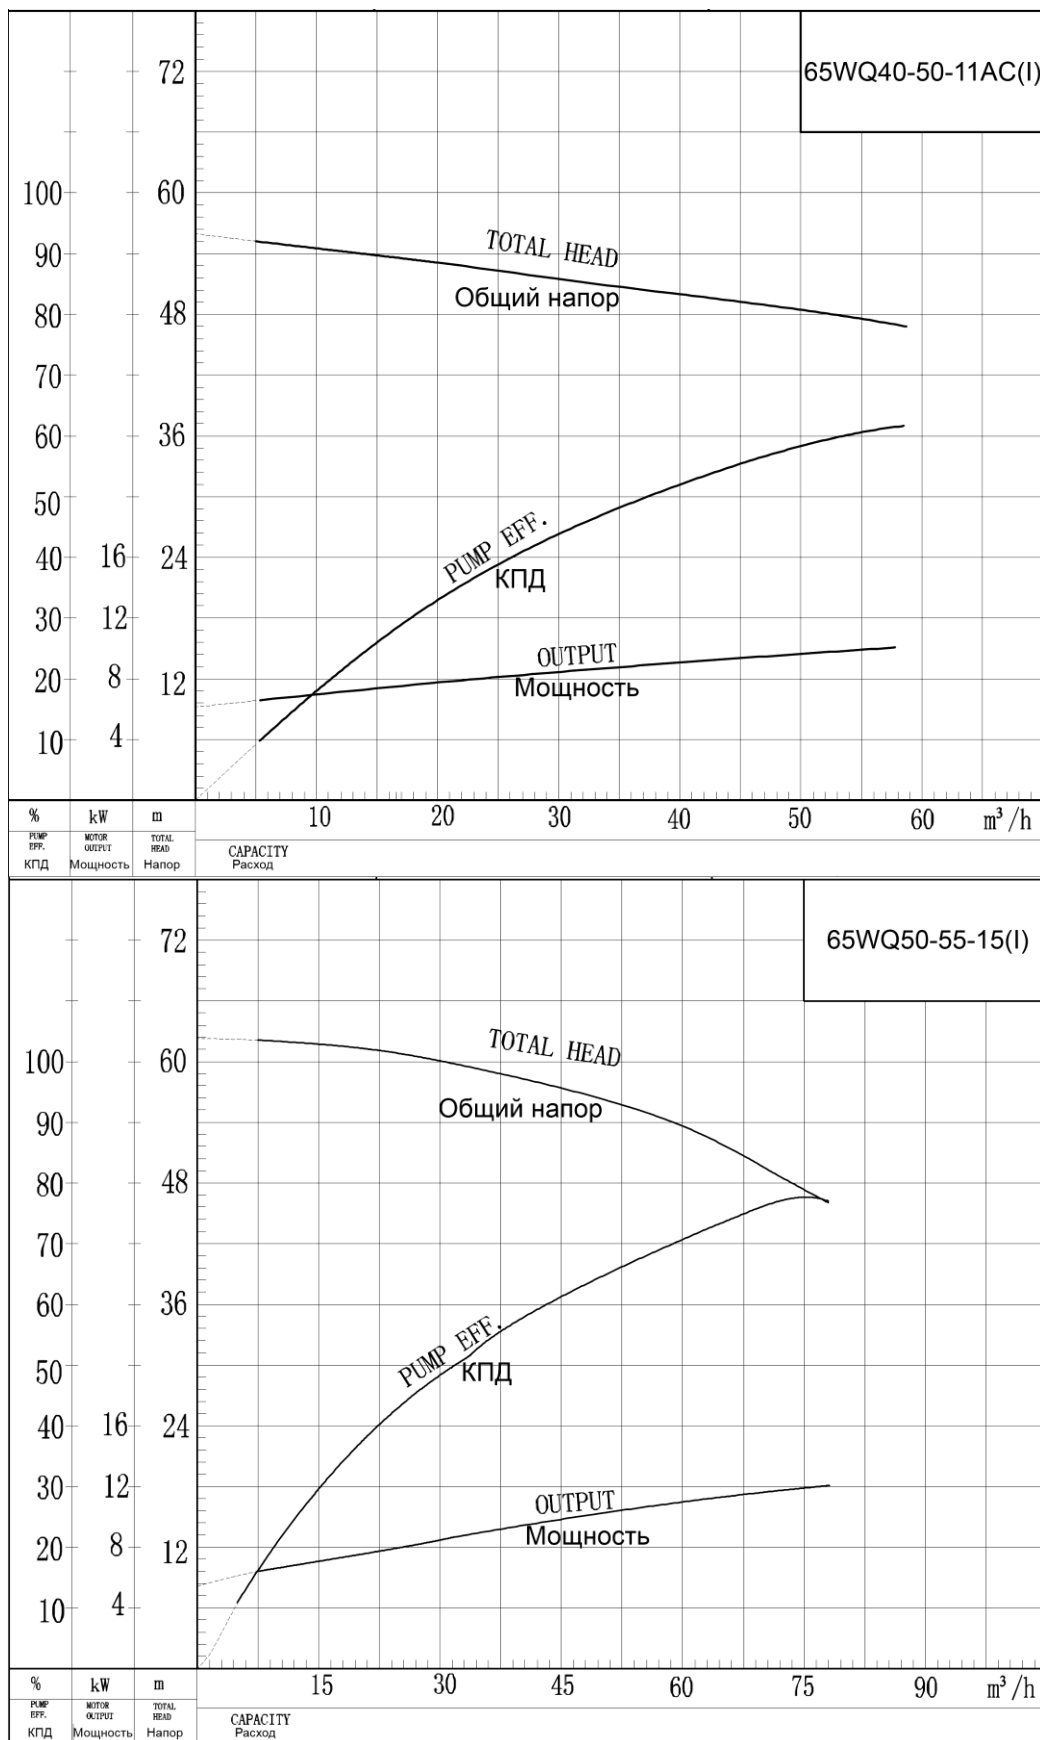 65WQ40-50-11AC(I)
72
100 60
90
80 48
70
60 36
50
40 16 24
30 12
20 8 12
10 4
TOTAL HEAD
Общий напор
PUMP EFF.
КПД
OUTPUT
Мощность
% kW m 10 20 30 40 50 60 m³/h
PUMP EFF. MOTOR OUTPUT TOTAL HEAD CAPACITY
КПД Мощность Напор Расход
65WQ50-55-15(I)
72
100 60
90
80 48
70
60 36
50
40 16 24
30 12
20 8 12
10 4
TOTAL HEAD
Общий напор
PUMP EFF.
КПД
OUTPUT
Мощность
% kW m 15 30 45 60 75 90 m³/h
PUMP EFF. MOTOR OUTPUT TOTAL HEAD CAPACITY
КПД Мощность Напор Расход